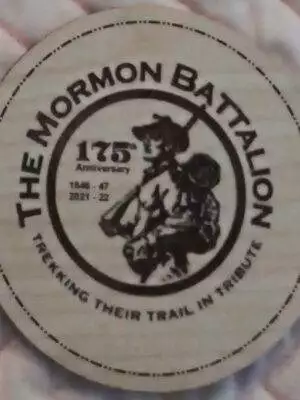 THE MORMON BATTALION
175th
Anniversary
1846 - 47
2021 - 22
TREKKING THEIR TRAIL IN TRIBUTE